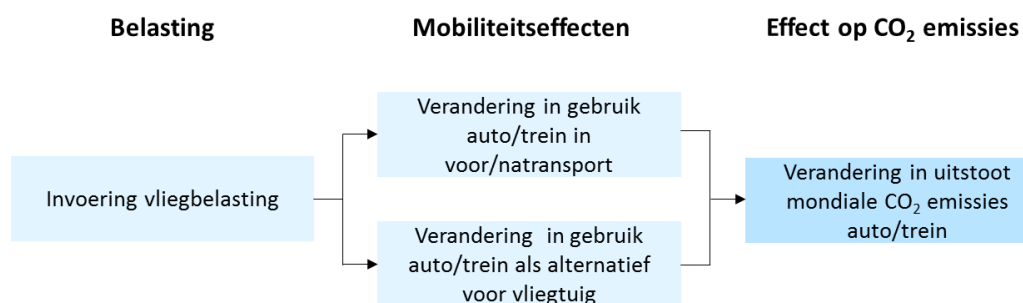 Belasting
Mobiliteitseffecten
Effect op CO₂ emissies
Invoering vliegbelasting
Verandering in gebruik
auto/trein in
voor/natransport
Verandering in gebruik
auto/trein als alternatief
voor vliegtuig
Verandering in uitstoot
mondiale CO₂ emissies
auto/trein